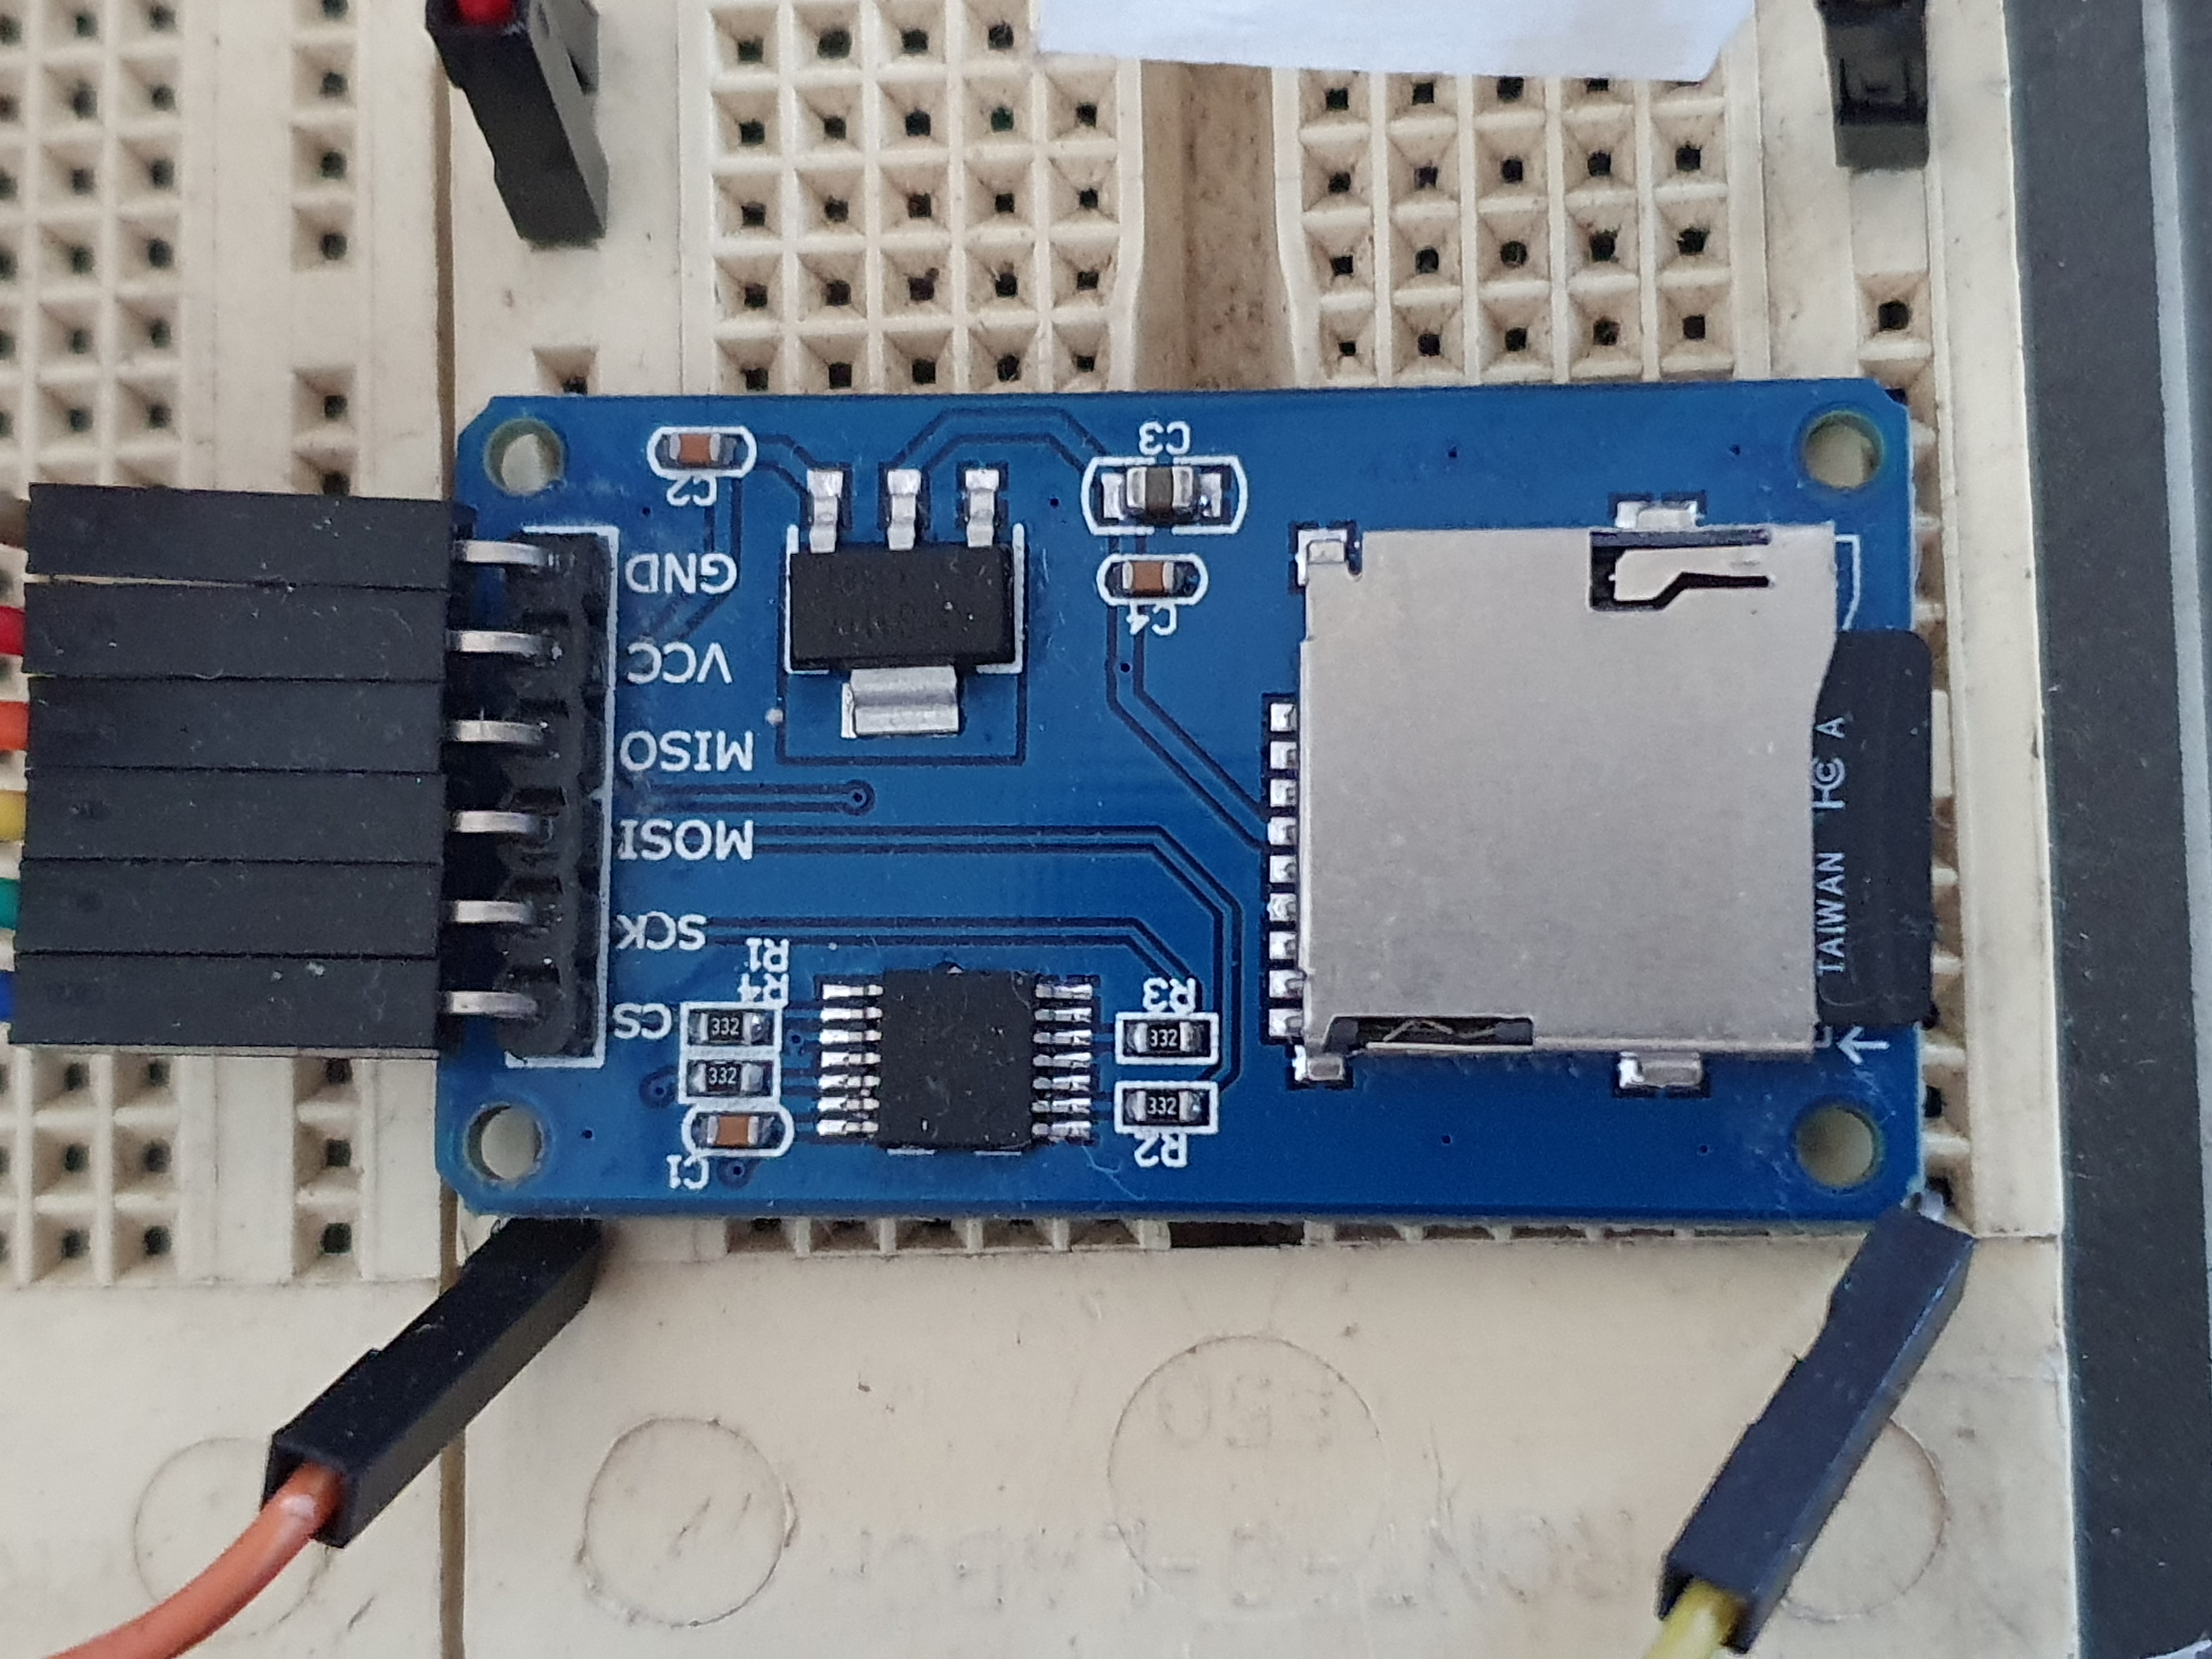 R2
C1
332
332
332
332
R3
R4
R1
CS
SCK
MOSI
MISO
VCC
GND
C4
C3
C2
TAIWAN
A